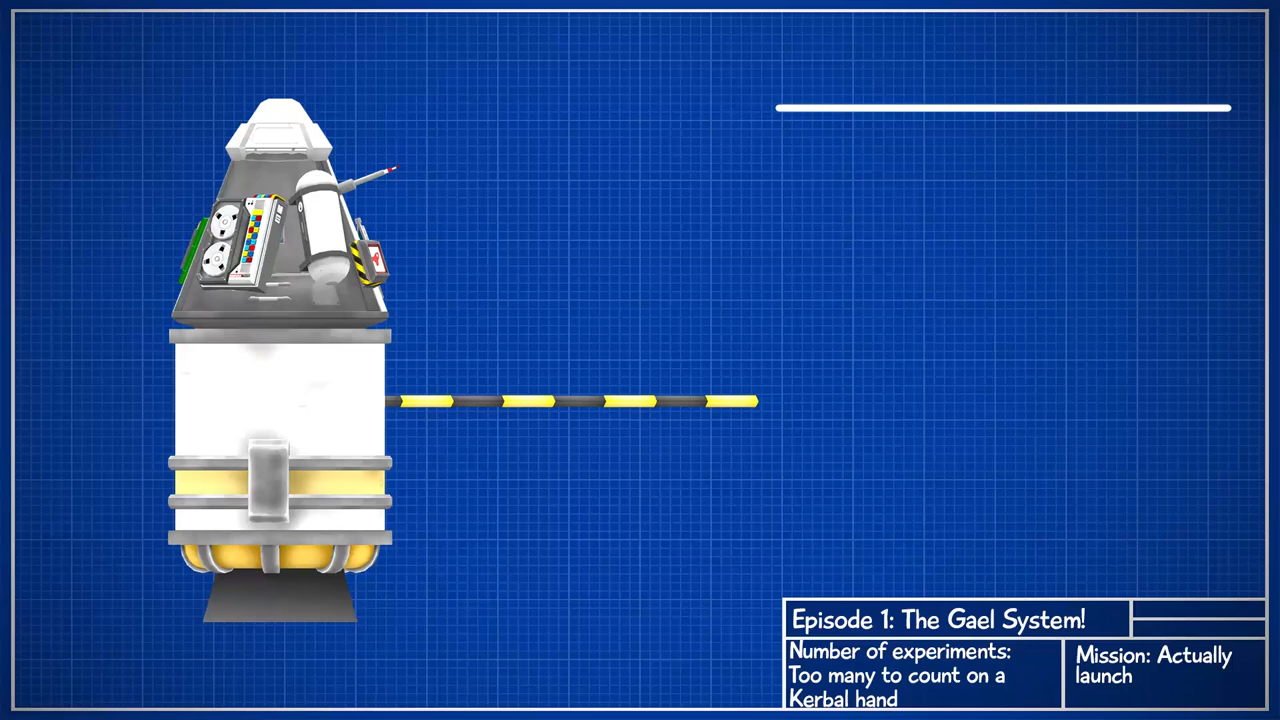 Episode 1: The Gael System!
Number of experiments:
Too many to count on a
Kerbal hand
Mission: Actually
launch